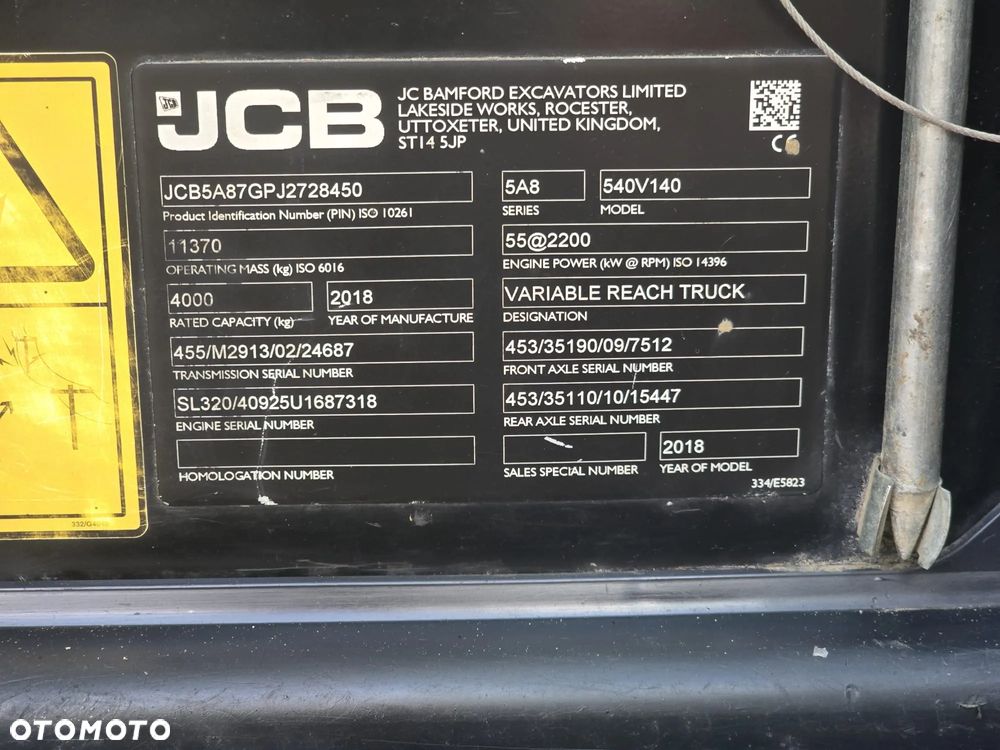 JCB
JC BAMFORD EXCAVATORS LIMITED
LAKESIDE WORKS, ROCESTER,
UTTOXETER, UNITED KINGDOM,
ST14 5JP
CE
JCB5A87GPJ2728450
Product Identification Number (PIN) ISO 10261
5A8
SERIES
540V140
MODEL
11370
OPERATING MASS (kg) ISO 6016
55@2200
ENGINE POWER (kW @ RPM) ISO 14396
4000
RATED CAPACITY (kg)
2018
YEAR OF MANUFACTURE
VARIABLE REACH TRUCK
DESIGNATION
455/M2913/02/24687
TRANSMISSION SERIAL NUMBER
453/35190/09/7512
FRONT AXLE SERIAL NUMBER
SL320/40925U1687318
ENGINE SERIAL NUMBER
453/35110/10/15447
REAR AXLE SERIAL NUMBER
HOMOLOGATION NUMBER
SALES SPECIAL NUMBER
2018
YEAR OF MODEL
334/E5823
OTOMOTO